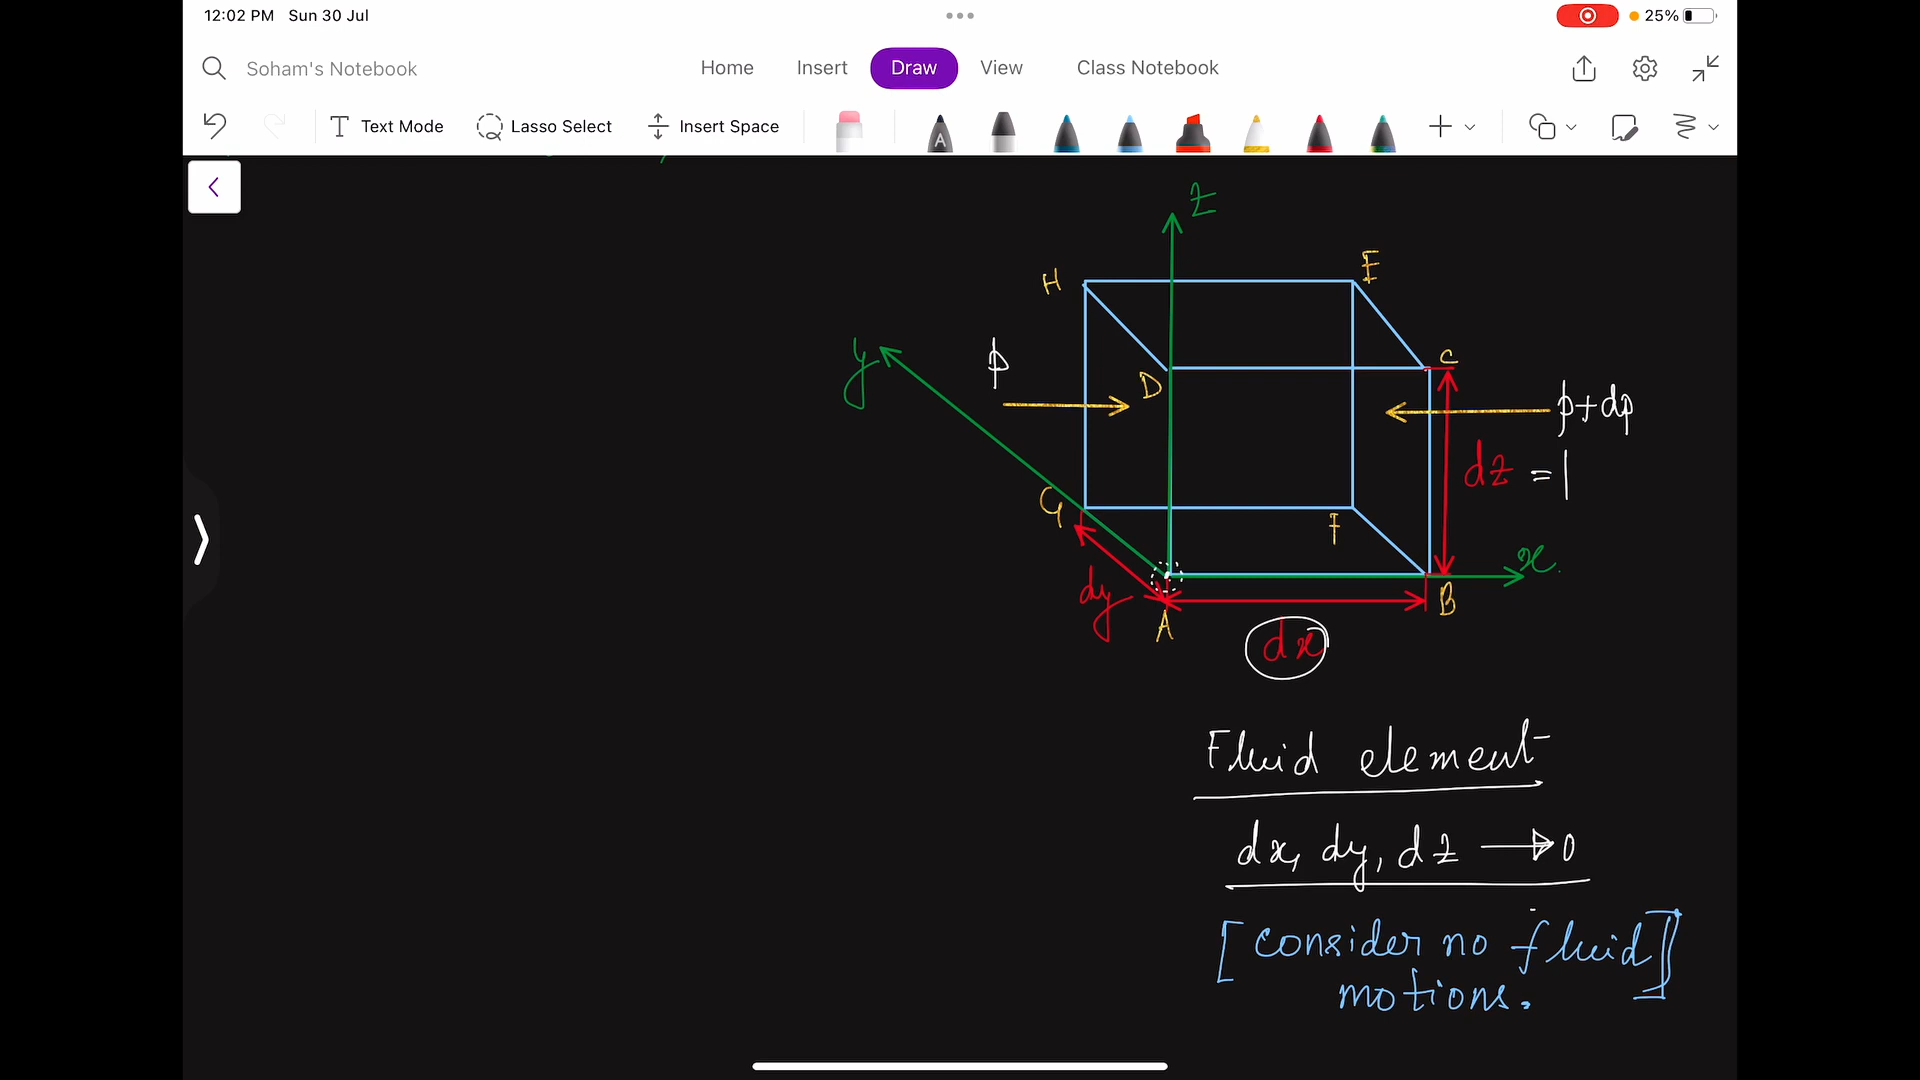 12:02 PM Sun 30 Jul
25%
Soham's Notebook
Home Insert Draw View Class Notebook
Text Mode Lasso Select Insert Space
A
z
H
E
y
p
D
C
p+dp
dz = 1
G
F
x
dy
A
B
dx
Fluid element
dx, dy, dz → 0
[consider no fluid]
motions.